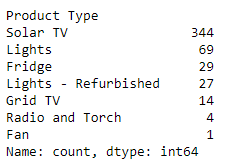 Product Type
Solar TV 344
Lights 69
Fridge 29
Lights - Refurbished 27
Grid TV 14
Radio and Torch 4
Fan 1
Name: count, dtype: int64